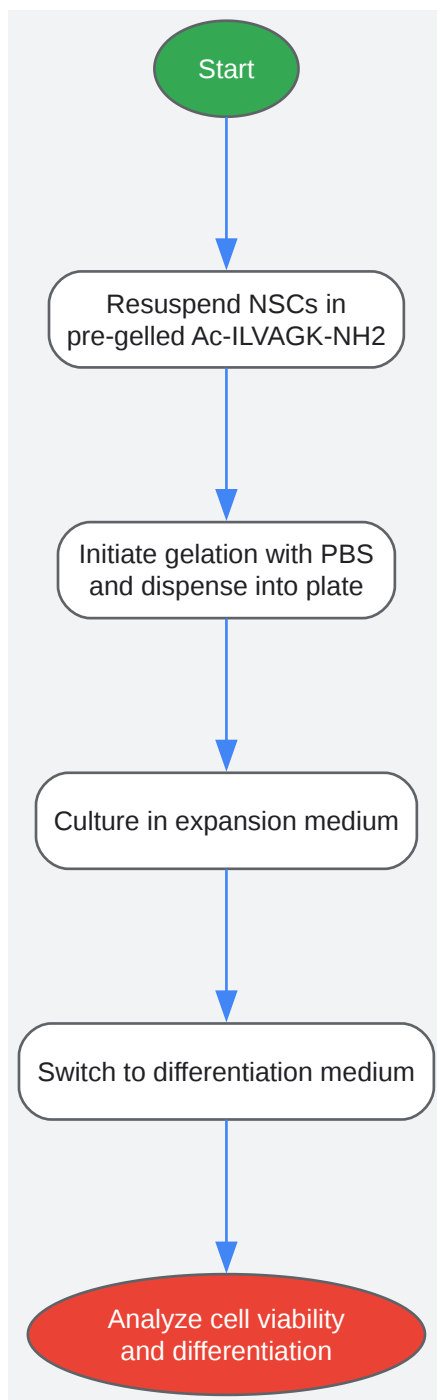 Start
Resuspend NSCs in
pre-gelled Ac-ILVAGK-NH2
Initiate gelation with PBS
and dispense into plate
Culture in expansion medium
Switch to differentiation medium
Analyze cell viability
and differentiation